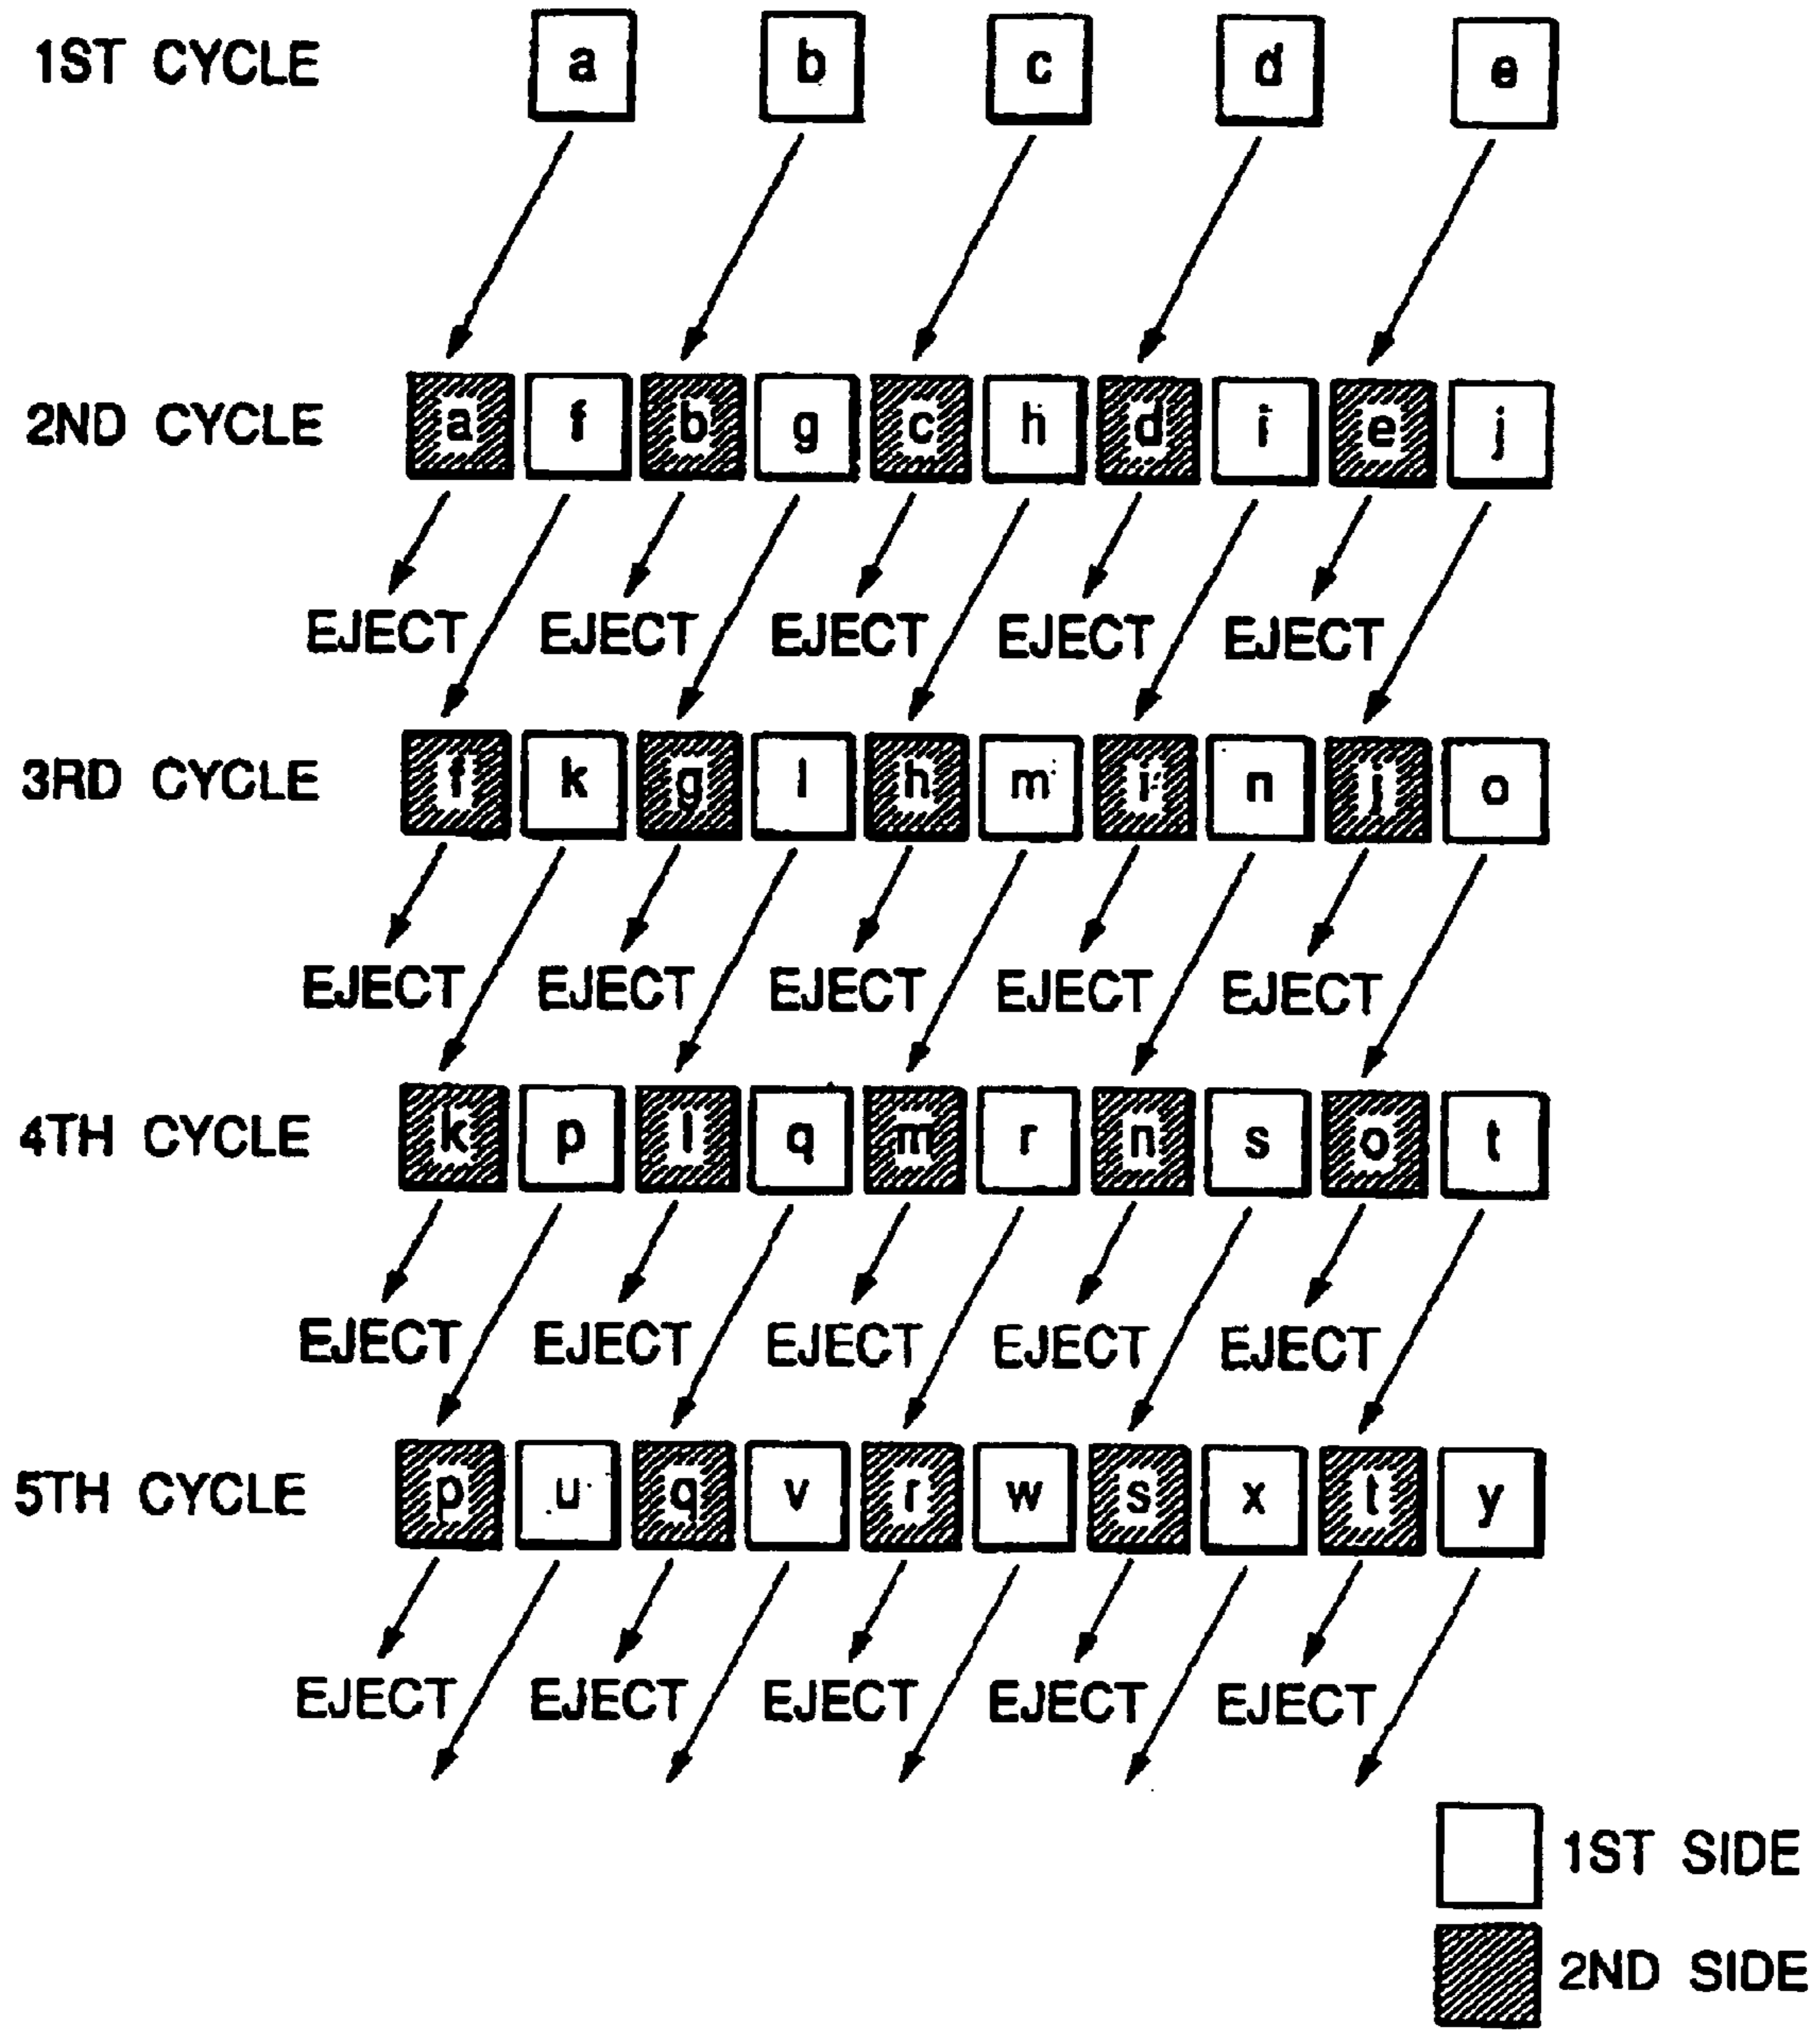 1ST CYCLE a b c d e
2ND CYCLE a f b g c h d i e j
EJECT EJECT EJECT EJECT EJECT
3RD CYCLE f k g l h m i n j o
EJECT EJECT EJECT EJECT EJECT
4TH CYCLE k p l q m r n s o t
EJECT EJECT EJECT EJECT EJECT
5TH CYCLE p u q v r w s x t y
EJECT EJECT EJECT EJECT EJECT
1ST SIDE
2ND SIDE